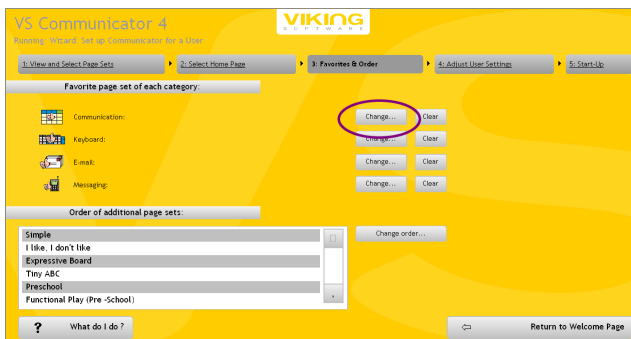 VS Communicator 4
VIKING
SOFTWARE
Running: Wizard. Set up Communicator for a User
1: View and Select Page Sets
2: Select Home Page
3: Favorites & Order
4: Adjust User Settings
5: Start-Up
Favorite page set of each category:
Communication: Change... Clear
Keyboard: Change... Clear
E-mail: Change... Clear
Messaging: Change... Clear
Order of additional page sets:
Simple
I like, I don't like
Expressive Board
Tiny ABC
Preschool
Functional Play (Pre -School)
Change order...
? What do I do ?
Return to Welcome Page